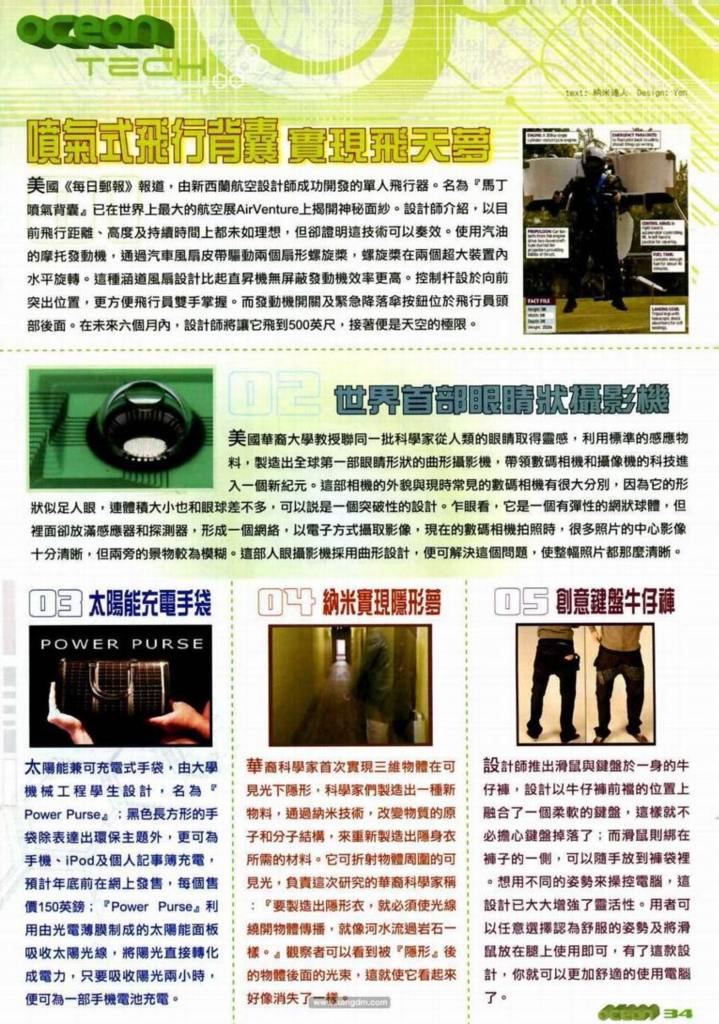 ocean
TECH
text: 納米達人 Design: Yen
噴氣式飛行背囊 實現飛天夢
美國《每日郵報》報道，由新西蘭航空設計師成功開發的單人飛行器。名為『馬丁
噴氣背囊』已在世界上最大的航空展AirVenture上揭開神秘面紗。設計師介紹，以目
前飛行距離、高度及持續時間上都未如理想，但卻證明這技術可以奏效。使用汽油
的摩托發動機，通過汽車風扇皮帶驅動兩個扇形螺旋槳，螺旋槳在兩個超大裝置內
水平旋轉。這種涵道風扇設計比起直昇機無屏蔽發動機效率更高。控制杆設於向前
突出位置，更方便飛行員雙手掌握。而發動機開關及緊急降落傘按鈕位於飛行員頭
部後面。在未來六個月內，設計師將讓它飛到500英尺，接著便是天空的極限。
FACT FILE
02 世界首部眼睛狀攝影機
美國華裔大學教授聯同一批科學家從人類的眼睛取得靈感，利用標準的感應物
料，製造出全球第一部眼睛形狀的曲形攝影機，帶領數碼相機和攝像機的科技進
入一個新紀元。這部相機的外貌與現時常見的數碼相機有很大分別，因為它的形
狀似足人眼，連體積大小也和眼球差不多，可以説是一個突破性的設計。乍眼看，它是一個有彈性的網狀球體，但
裡面卻放滿感應器和探測器，形成一個網絡，以電子方式攝取影像，現在的數碼相機拍照時，很多照片的中心影像
十分清晰，但兩旁的景物較為模糊。這部人眼攝影機採用曲形設計，便可解決這個問題，使整幅照片都那麼清晰。
03 太陽能充電手袋
POWER PURSE
太陽能兼可充電式手袋，由大學
機械工程學生設計，名為『
Power Purse』；黑色長方形的手
袋除表達出環保主題外，更可為
手機、iPod及個人記事薄充電，
預計年底前在網上發售，每個售
價150英鎊；『Power Purse』利
用由光電薄膜制成的太陽能面板
吸收太陽光線，將陽光直接轉化
成電力，只要吸收陽光兩小時，
便可為一部手機電池充電。
04 納米實現隱形夢
華裔科學家首次實現三維物體在可
見光下隱形，科學家們製造出一種新
物料，通過納米技術，改變物質的原
子和分子結構，來重新製造出隱身衣
所需的材料。它可折射物體周圍的可
見光，負責這次研究的華裔科學家稱
：『要製造出隱形衣，就必須使光線
繞開物體傳播，就像河水流過岩石一
樣。』觀察者可以看到被『隱形』後
的物體後面的光束，這就使它看起來
好像消失了一樣。
05 創意鍵盤牛仔褲
設計師推出滑鼠與鍵盤於一身的牛
仔褲，設計以牛仔褲前襠的位置上
融合了一個柔軟的鍵盤，這樣就不
必擔心鍵盤掉落了；而滑鼠則綁在
褲子的一側，可以隨手放到褲袋裡
。想用不同的姿勢來操控電腦，這
設計已大大增強了靈活性。用者可
以任意選擇認為舒服的姿勢及將滑
鼠放在腿上使用即可，有了這款設
計，你就可以更加舒適的使用電腦
了。
www.tangdm.com
ocean 34